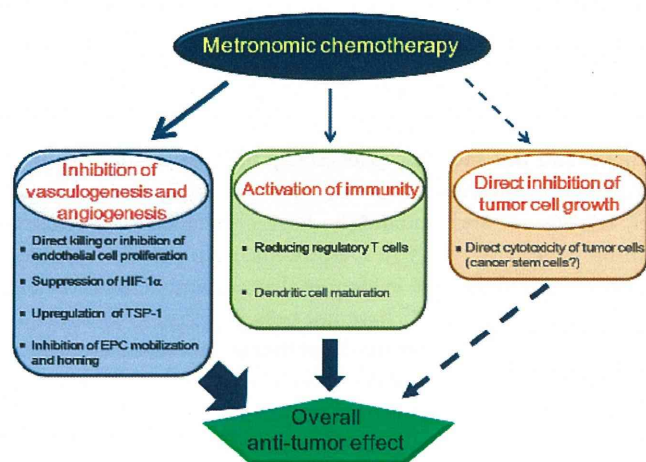 Metronomic chemotherapy
Inhibition of
vasculogenesis and
angiogenesis
▪ Direct killing or inhibition of
endothelial cell proliferation
▪ Suppression of HIF-1α
▪ Upregulation of TSP-1
▪ Inhibition of EPC mobilization
and homing
Activation of immunity
▪ Reducing regulatory T cells
▪ Dendritic cell maturation
Direct inhibition of
tumor cell growth
▪ Direct cytotoxicity of tumor cells
(cancer stem cells?)
Overall
anti-tumor effect